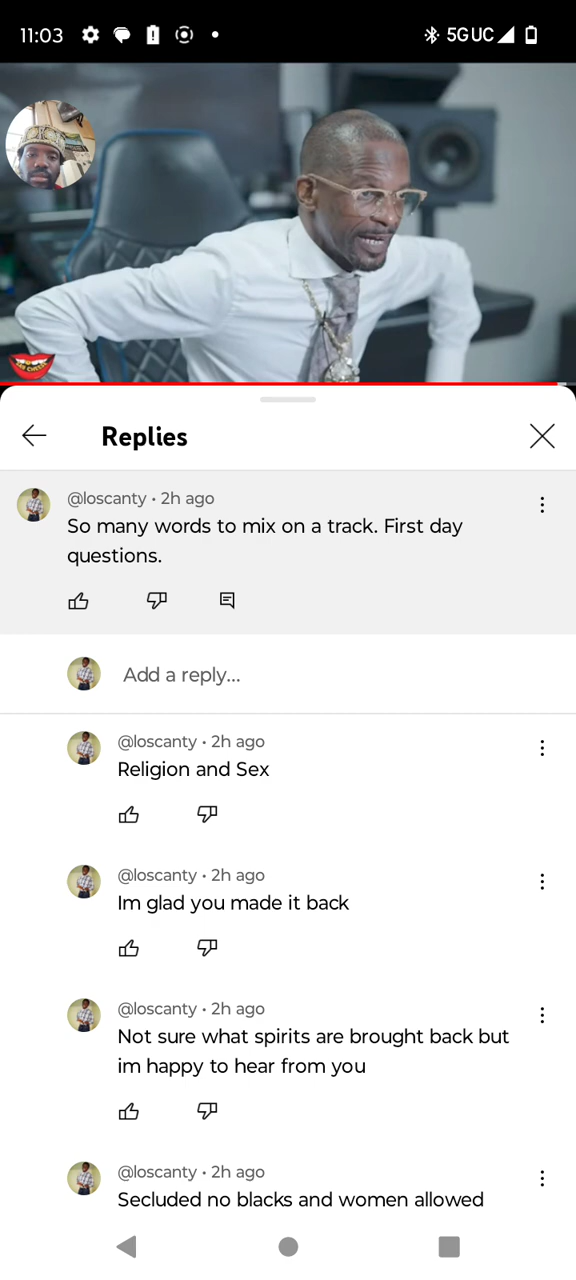 11:03
5G UC
Replies
@loscanty • 2h ago
So many words to mix on a track. First day
questions.
Add a reply...
@loscanty • 2h ago
Religion and Sex
@loscanty • 2h ago
Im glad you made it back
@loscanty • 2h ago
Not sure what spirits are brought back but
im happy to hear from you
@loscanty • 2h ago
Secluded no blacks and women allowed